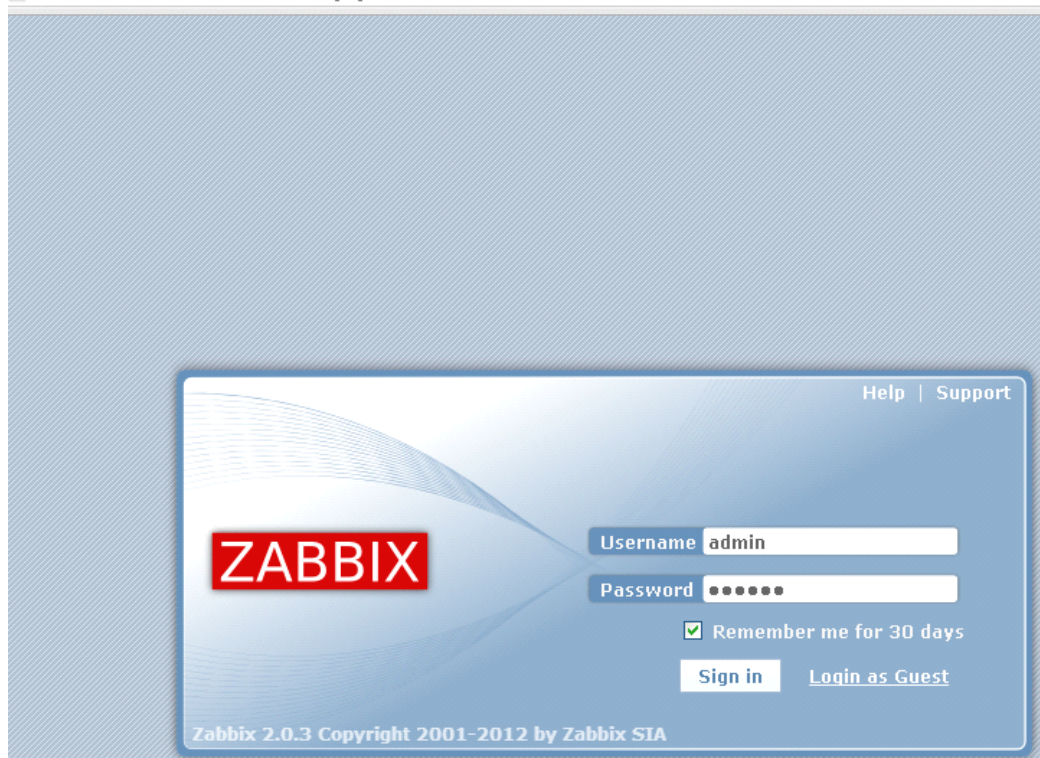 Help | Support
ZABBIX
Username admin
Password ●●●●●●
Remember me for 30 days
Sign in Login as Guest
Zabbix 2.0.3 Copyright 2001-2012 by Zabbix SIA